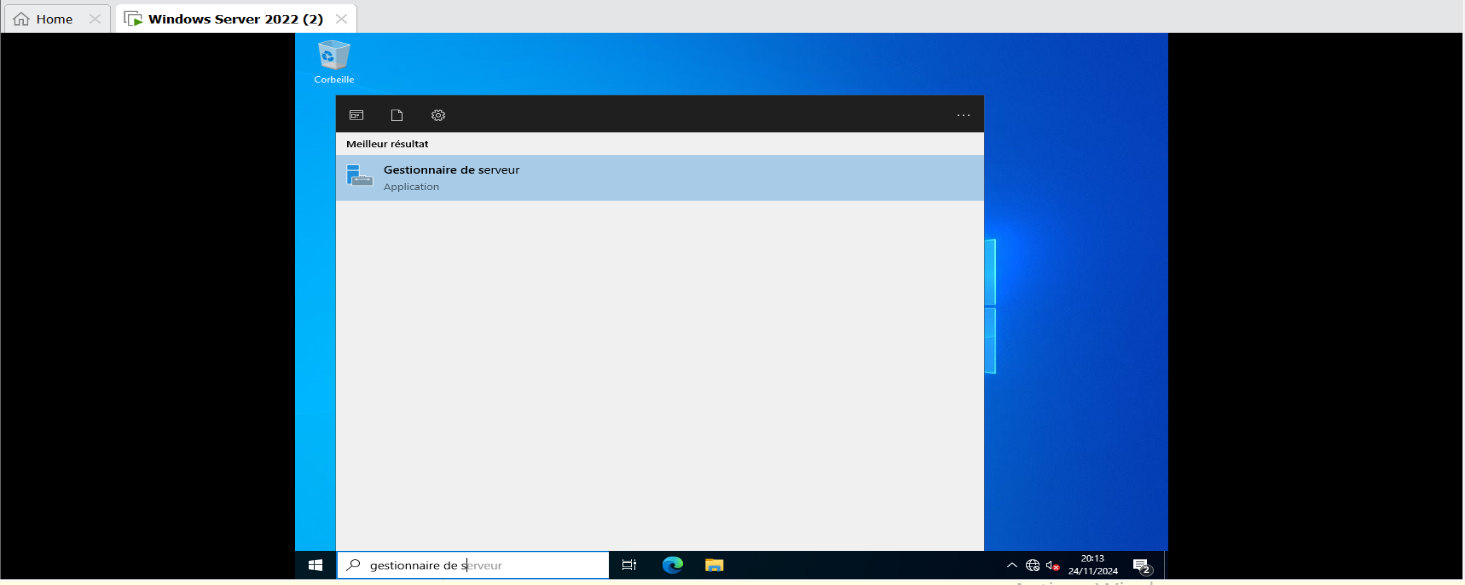 Home
Windows Server 2022 (2)
Corbeille
Meilleur résultat
Gestionnaire de serveur
Application
gestionnaire de serveur
20:13
24/11/2024
2